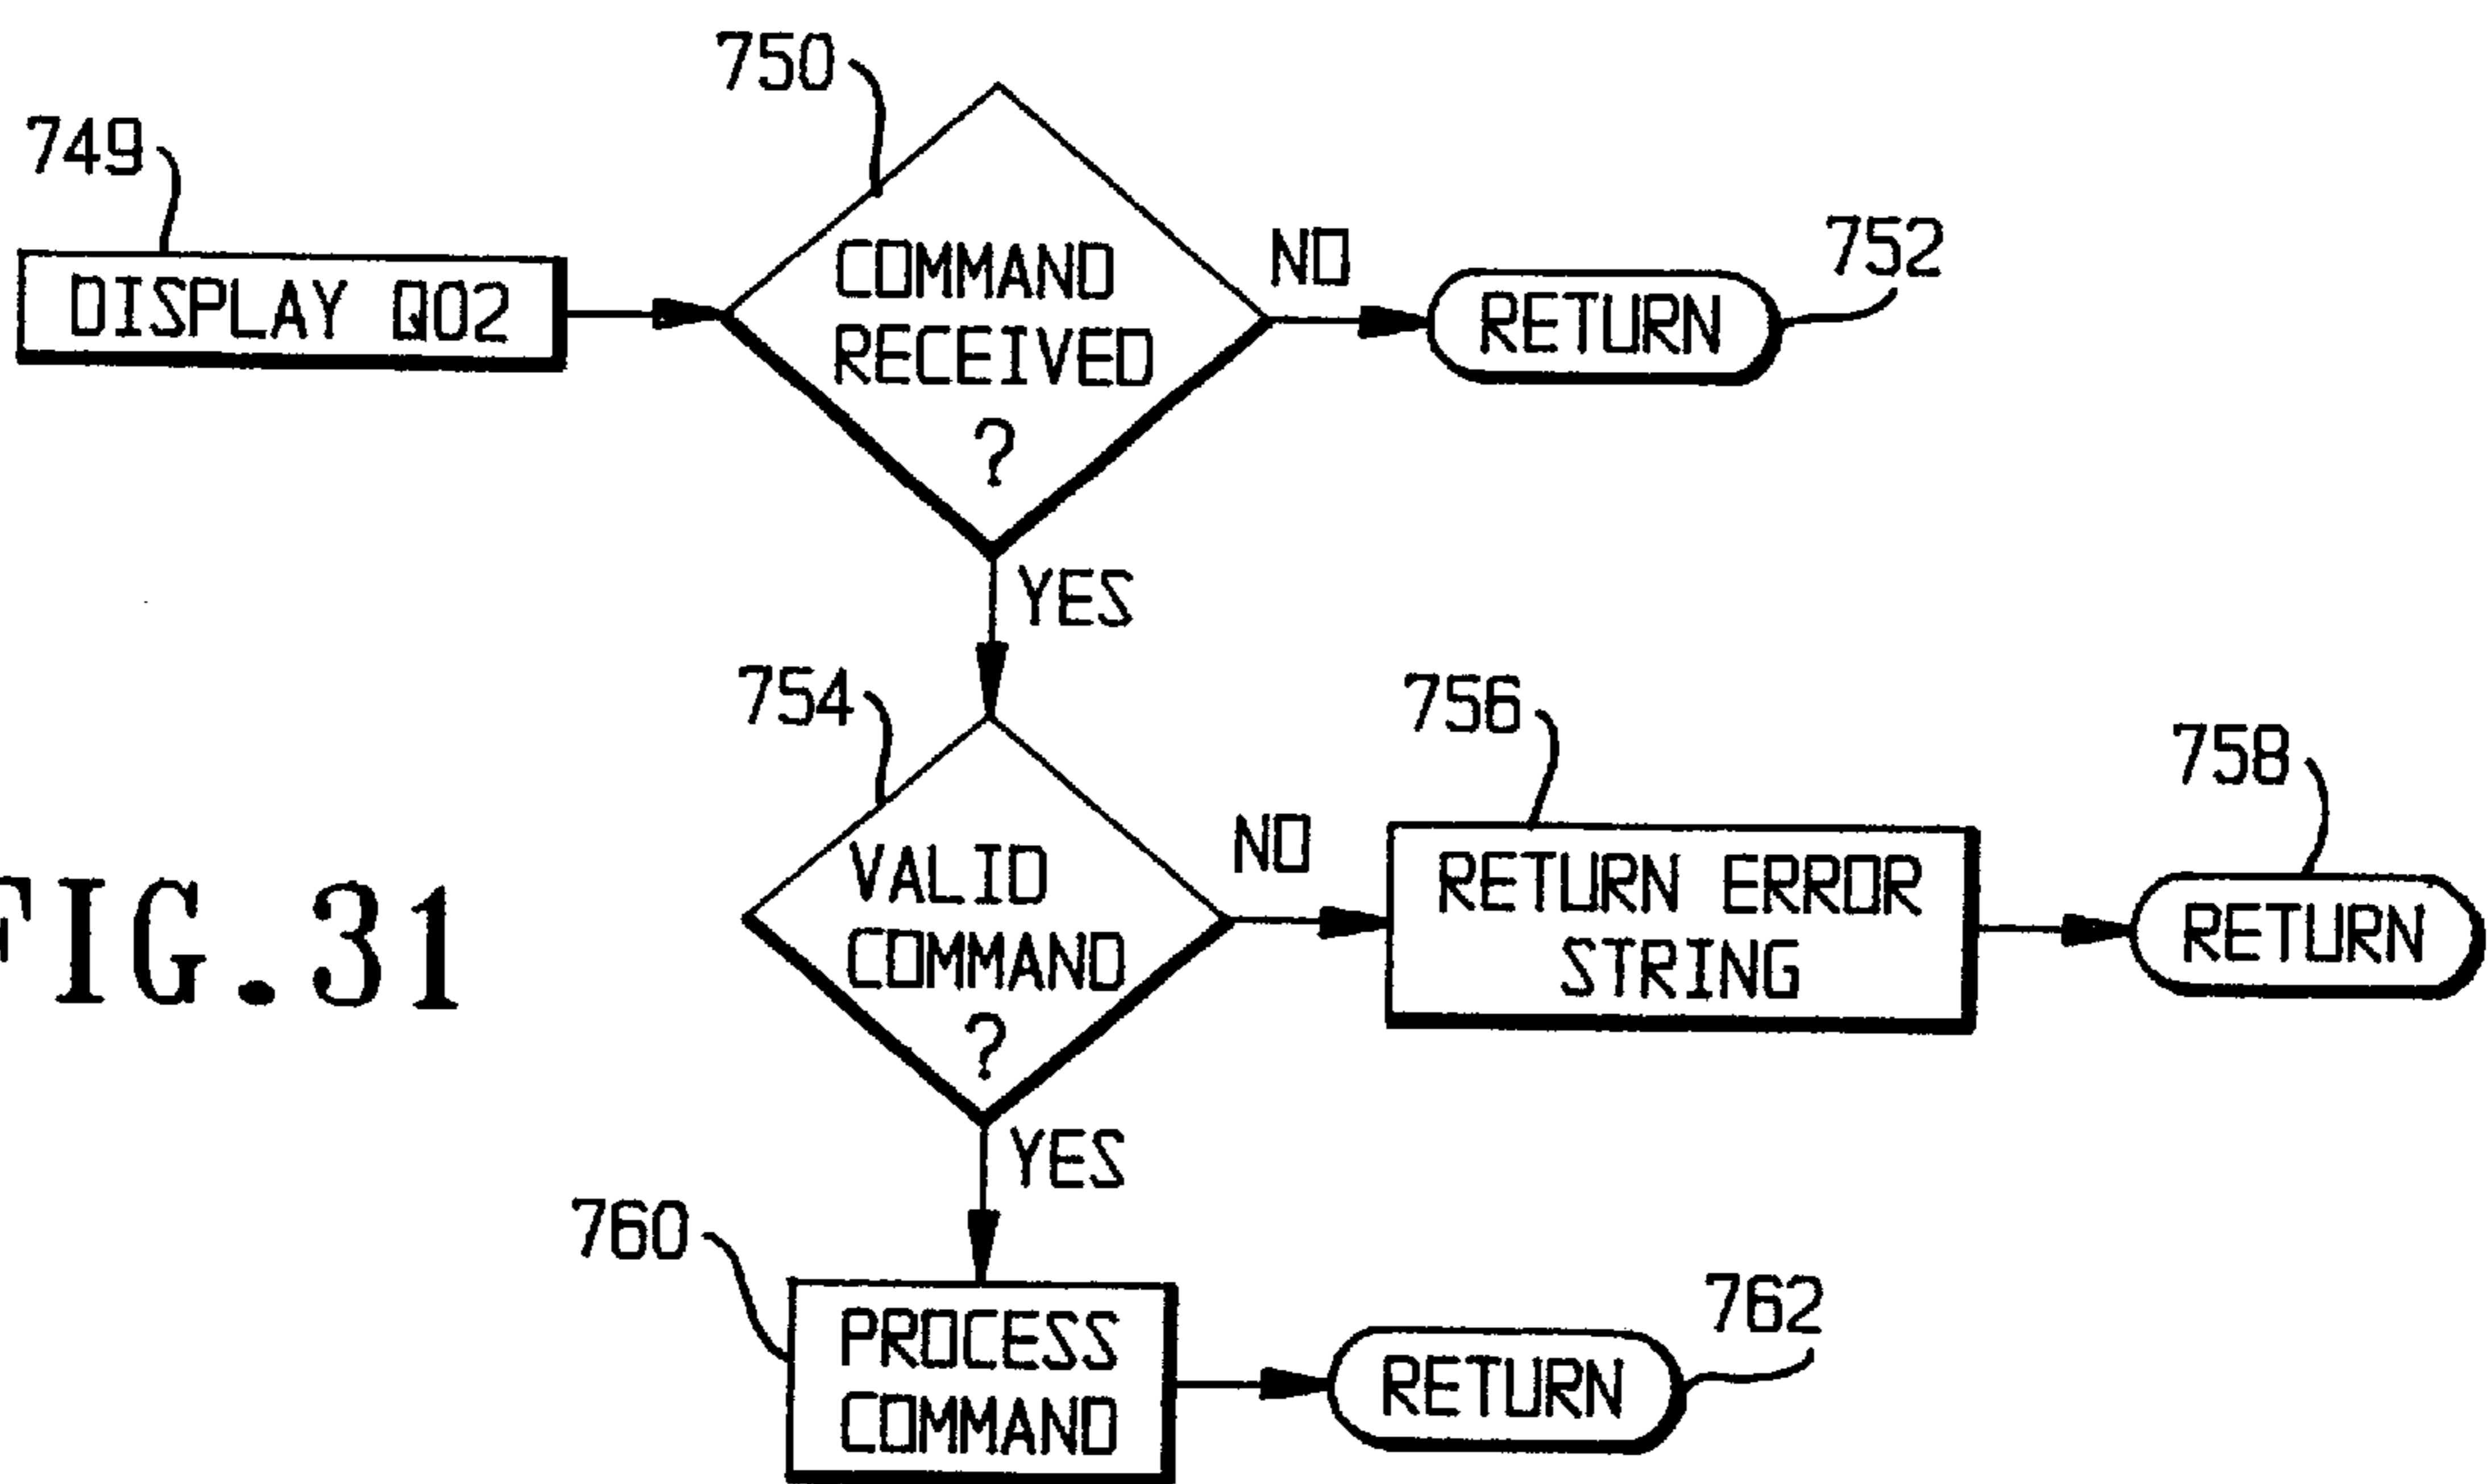 750
749
DISPLAY Q02
COMMAND
RECEIVED
?
NO
752
RETURN
YES
754
VALID
COMMAND
?
NO
756
RETURN ERROR
STRING
758
RETURN
FIG.31
YES
760
PROCESS
COMMAND
762
RETURN